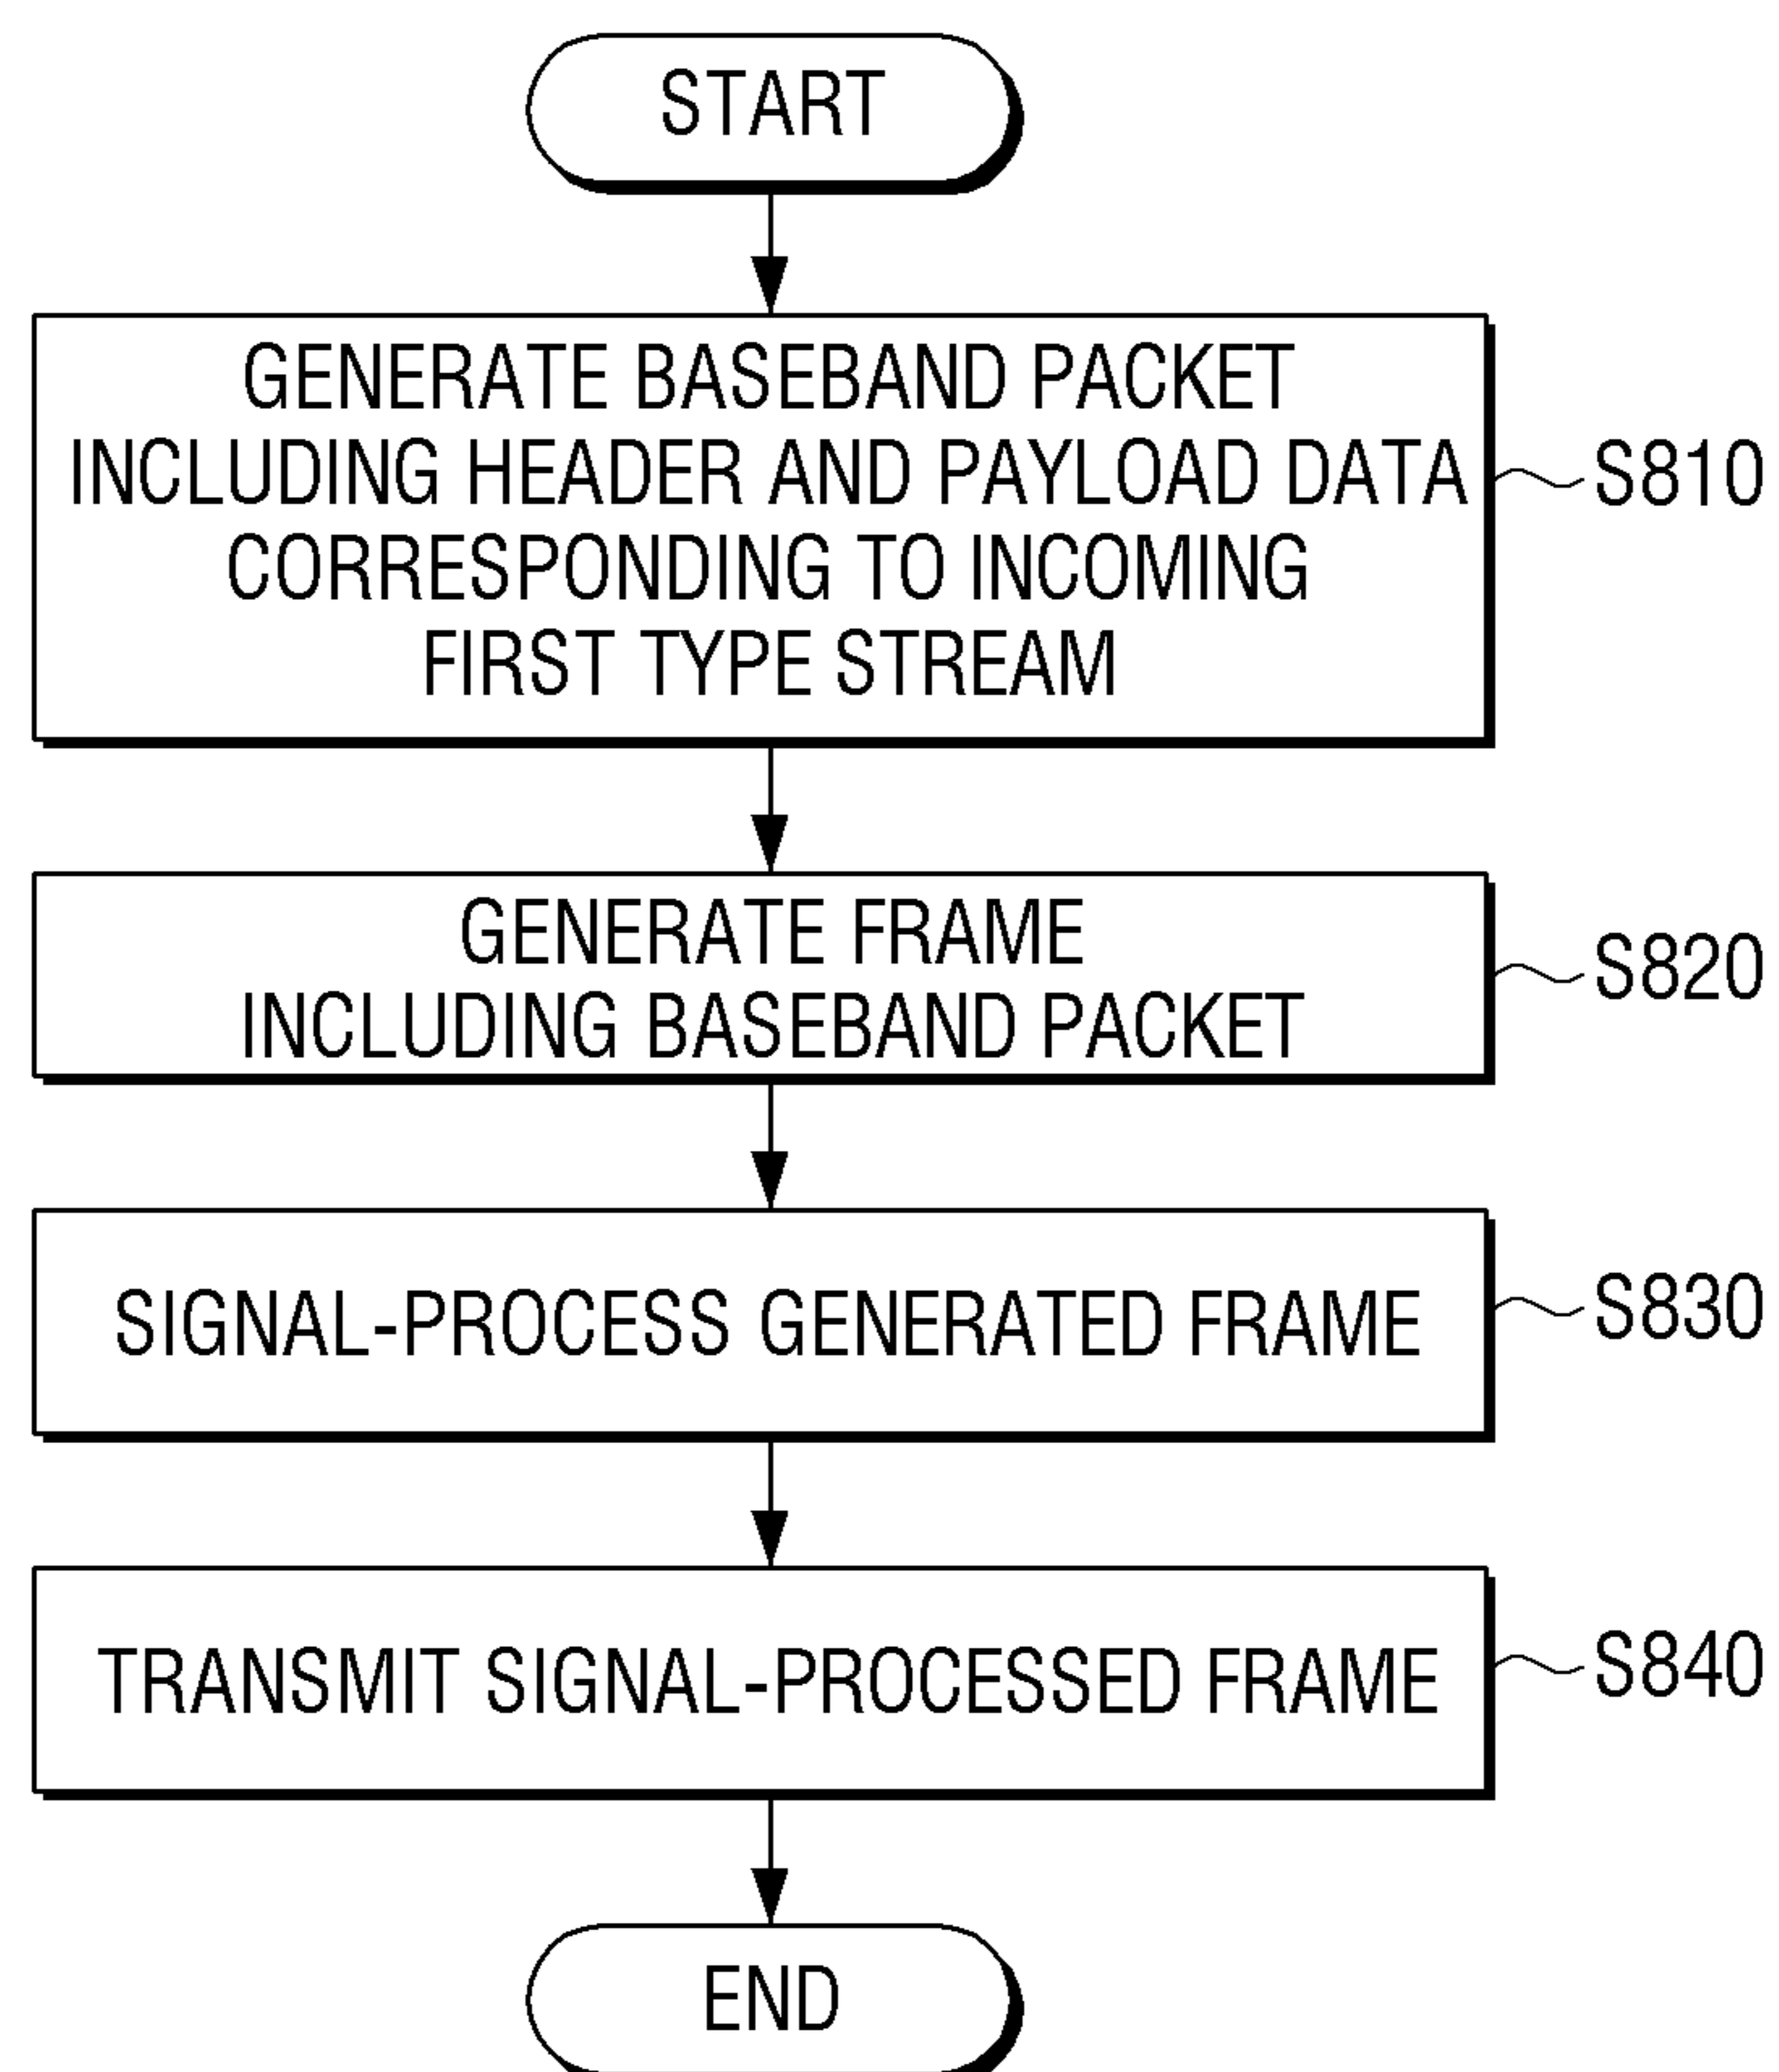 START
GENERATE BASEBAND PACKET
INCLUDING HEADER AND PAYLOAD DATA
CORRESPONDING TO INCOMING
FIRST TYPE STREAM
S810
GENERATE FRAME
INCLUDING BASEBAND PACKET
S820
SIGNAL-PROCESS GENERATED FRAME
S830
TRANSMIT SIGNAL-PROCESSED FRAME
S840
END